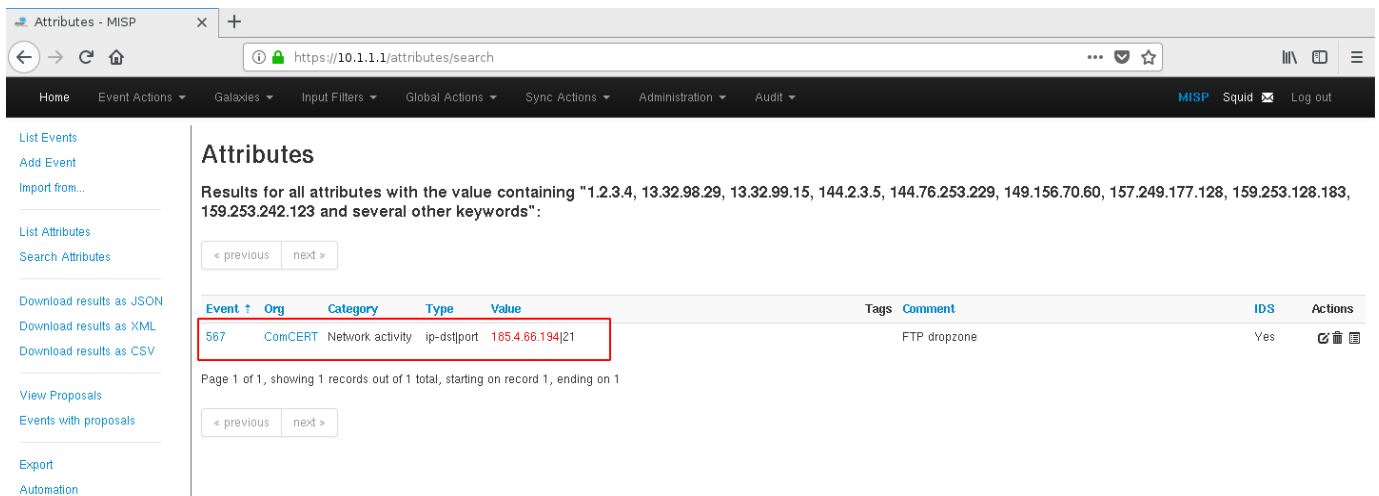 Attributes - MISP
https://10.1.1.1/attributes/search
Home Event Actions Galaxies Input Filters Global Actions Sync Actions Administration Audit MISP Squid Log out
List Events
Add Event
Import from...
List Attributes
Search Attributes
Download results as JSON
Download results as XML
Download results as CSV
View Proposals
Events with proposals
Export
Automation
Attributes
Results for all attributes with the value containing "1.2.3.4, 13.32.98.29, 13.32.99.15, 144.2.3.5, 144.76.253.229, 149.156.70.60, 157.249.177.128, 159.253.128.183,
159.253.242.123 and several other keywords":
« previous next »
Event ↑ Org Category Type Value Tags Comment IDS Actions
567 ComCERT Network activity ip-dst|port 185.4.66.194|21 FTP dropzone Yes
Page 1 of 1, showing 1 records out of 1 total, starting on record 1, ending on 1
« previous next »